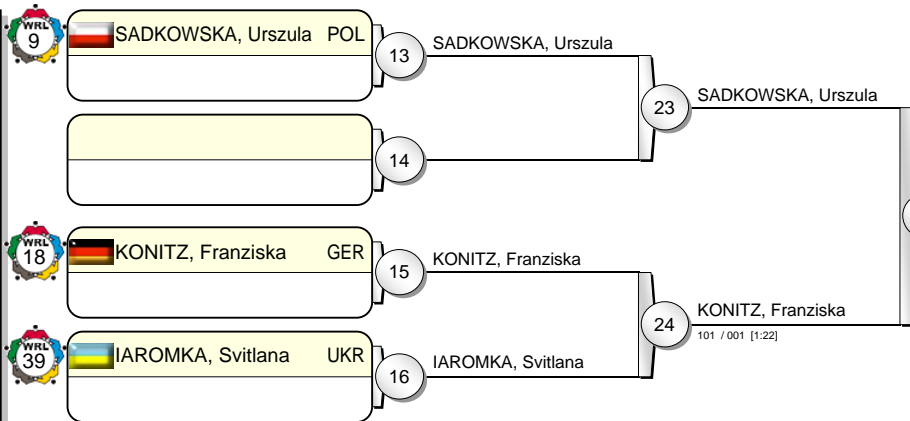 WRL
9
SADKOWSKA, Urszula POL
13
SADKOWSKA, Urszula
23
SADKOWSKA, Urszula
14
WRL
18
KONITZ, Franziska GER
15
KONITZ, Franziska
24
KONITZ, Franziska
101 / 001 [1:22]
WRL
39
IAROMKA, Svitlana UKR
16
IAROMKA, Svitlana